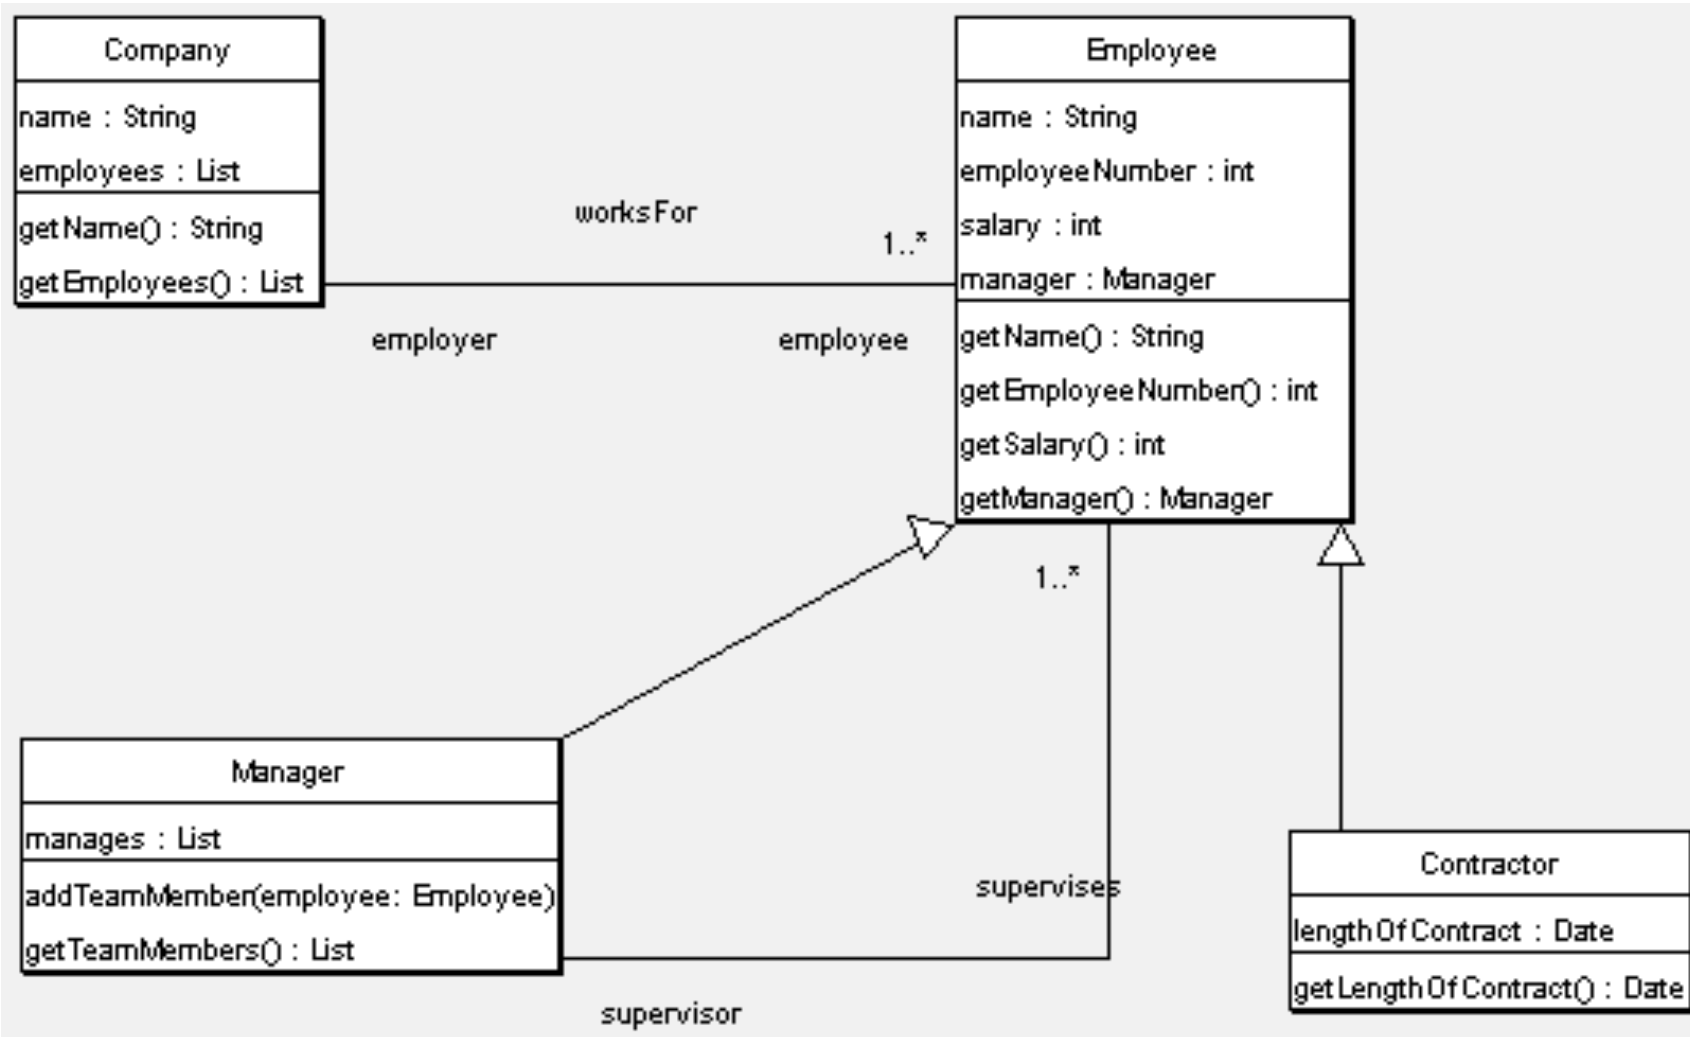 Company
name : String
employees : List
getName() : String
getEmployees() : List
worksFor
1..*
employer
employee
Employee
name : String
employeeNumber : int
salary : int
manager : Manager
getName() : String
getEmployeeNumber() : int
getSalary() : int
getManager() : Manager
1..*
Manager
manages : List
addTeamMember(employee: Employee)
getTeamMembers() : List
supervises
supervisor
Contractor
lengthOfContract : Date
getLengthOfContract() : Date